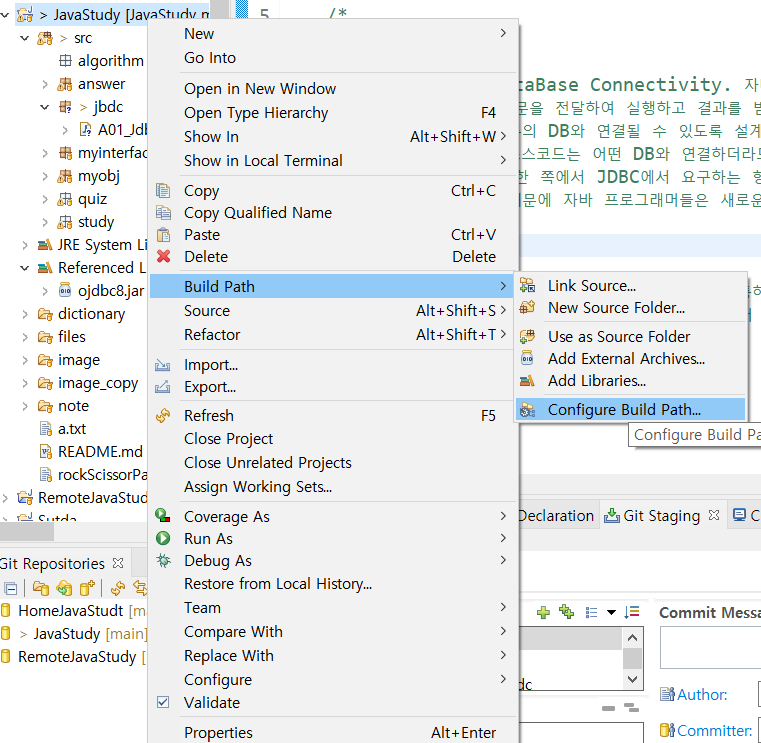 > JavaStudy [JavaStudy m
> src
algorithm
answer
> jbdc
A01_Jdb
myinterfac
myobj
quiz
study
JRE System Li
Referenced L
ojdbc8.jar
dictionary
files
image
image_copy
note
a.txt
README.md
rockScissorPa
RemoteJavaStud
Sutda
Git Repositories
HomeJavaStudt [ma
> JavaStudy [main]
RemoteJavaStudy [
New
Go Into
Open in New Window
Open Type Hierarchy F4
Show In Alt+Shift+W
Show in Local Terminal
Copy Ctrl+C
Copy Qualified Name
Paste Ctrl+V
Delete Delete
Build Path
Source Alt+Shift+S
Refactor Alt+Shift+T
Import...
Export...
Refresh F5
Close Project
Close Unrelated Projects
Assign Working Sets...
Coverage As
Run As
Debug As
Restore from Local History...
Team
Compare With
Replace With
Configure
Validate
Properties Alt+Enter
Link Source...
New Source Folder...
Use as Source Folder
Add External Archives...
Add Libraries...
Configure Build Path...
Configure Build Pa
5 /*
taBase Connectivity. 자바
문을 전달하여 실행하고 결과를 받
의 DB와 연결될 수 있도록 설계
스코드는 어떤 DB와 연결하더라도
한 쪽에서 JDBC에서 요구하는 형
때문에 자바 프로그래머들은 새로운
Declaration
Git Staging
C
dc
Commit Messa
Author:
Committer: